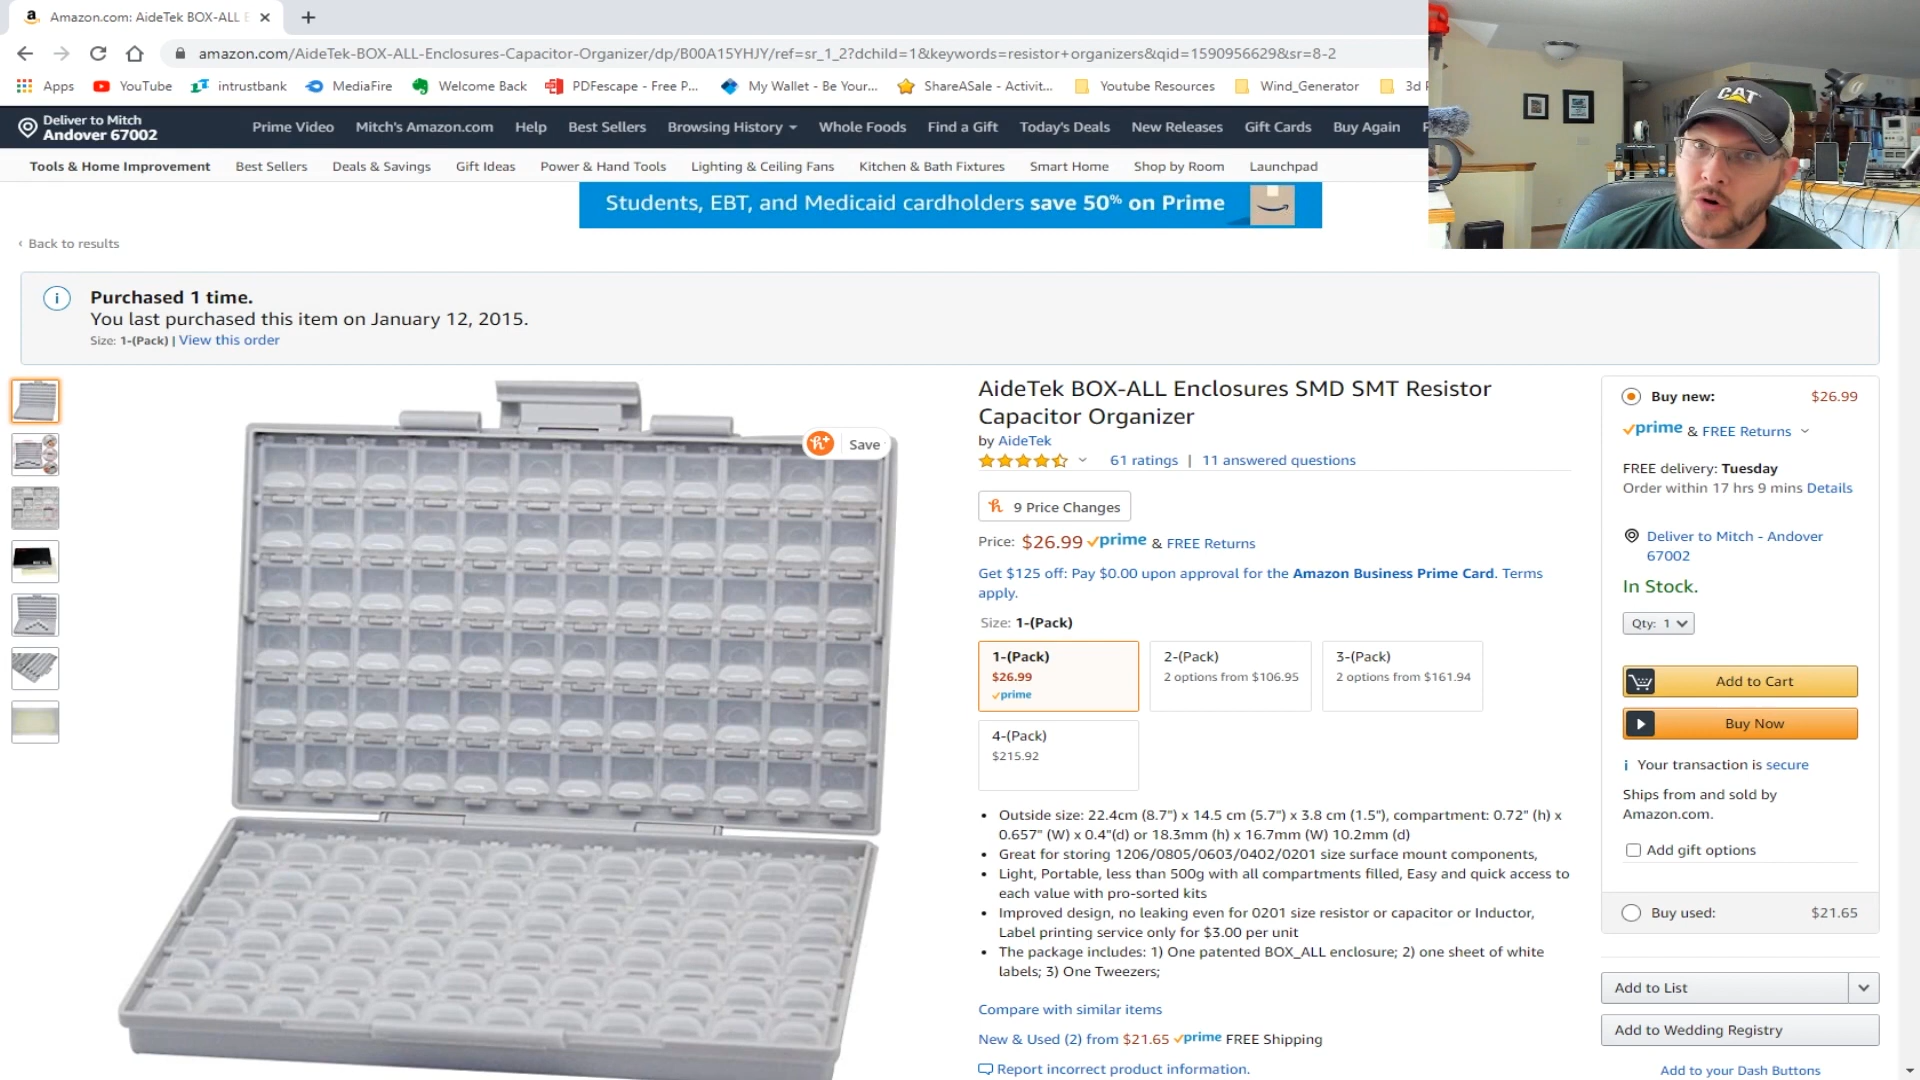 Amazon.com: AideTek BOX-ALL E
amazon.com/AideTek-BOX-ALL-Enclosures-Capacitor-Organizer/dp/B00A15YHJY/ref=sr_1_2?dchild=1&keywords=resistor+organizers&qid=1590956629&sr=8-2
Apps YouTube intrustbank MediaFire Welcome Back PDFescape - Free P... My Wallet - Be Your... ShareASale - Activit... Youtube Resources Wind_Generator 3d
CAT
Deliver to Mitch
Andover 67002
Prime Video Mitch's Amazon.com Help Best Sellers Browsing History Whole Foods Find a Gift Today's Deals New Releases Gift Cards Buy Again
Tools & Home Improvement Best Sellers Deals & Savings Gift Ideas Power & Hand Tools Lighting & Ceiling Fans Kitchen & Bath Fixtures Smart Home Shop by Room Launchpad
Students, EBT, and Medicaid cardholders save 50% on Prime
‹ Back to results
Purchased 1 time.
You last purchased this item on January 12, 2015.
Size: 1-(Pack) | View this order
Save
AideTek BOX-ALL Enclosures SMD SMT Resistor
Capacitor Organizer
by AideTek
61 ratings | 11 answered questions
9 Price Changes
Price: $26.99 prime & FREE Returns
Get $125 off: Pay $0.00 upon approval for the Amazon Business Prime Card. Terms
apply.
Size: 1-(Pack)
1-(Pack)
$26.99
prime
2-(Pack)
2 options from $106.95
3-(Pack)
2 options from $161.94
4-(Pack)
$215.92
• Outside size: 22.4cm (8.7") x 14.5 cm (5.7") x 3.8 cm (1.5"), compartment: 0.72" (h) x
0.657" (W) x 0.4"(d) or 18.3mm (h) x 16.7mm (W) 10.2mm (d)
• Great for storing 1206/0805/0603/0402/0201 size surface mount components,
• Light, Portable, less than 500g with all compartments filled, Easy and quick access to
each value with pro-sorted kits
• Improved design, no leaking even for 0201 size resistor or capacitor or Inductor,
Label printing service only for $3.00 per unit
• The package includes: 1) One patented BOX_ALL enclosure; 2) one sheet of white
labels; 3) One Tweezers;
Compare with similar items
New & Used (2) from $21.65 prime FREE Shipping
Report incorrect product information.
Buy new: $26.99
prime & FREE Returns
FREE delivery: Tuesday
Order within 17 hrs 9 mins Details
Deliver to Mitch - Andover
67002
In Stock.
Qty: 1
Add to Cart
Buy Now
Your transaction is secure
Ships from and sold by
Amazon.com.
Add gift options
Buy used: $21.65
Add to List
Add to Wedding Registry
Add to your Dash Buttons